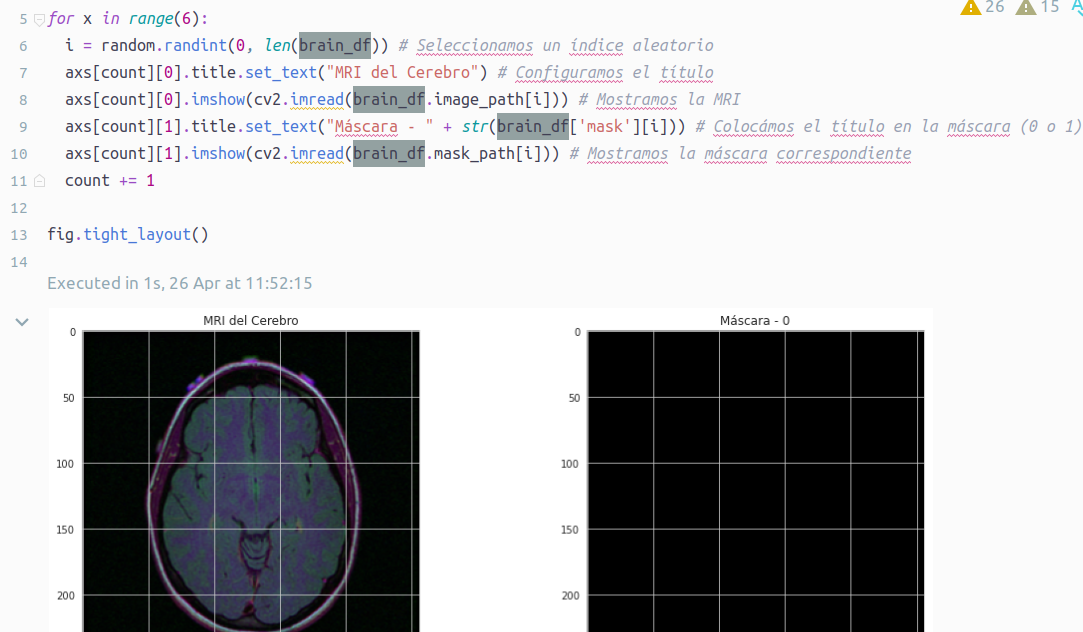 26 15
5 for x in range(6):
6 i = random.randint(0, len(brain_df)) # Seleccionamos un índice aleatorio
7 axs[count][0].title.set_text("MRI del Cerebro") # Configuramos el título
8 axs[count][0].imshow(cv2.imread(brain_df.image_path[i])) # Mostramos la MRI
9 axs[count][1].title.set_text("Máscara - " + str(brain_df['mask'][i])) # Colocámos el título en la máscara (0 o 1)
10 axs[count][1].imshow(cv2.imread(brain_df.mask_path[i])) # Mostramos la máscara correspondiente
11 count += 1
12
13 fig.tight_layout()
14
Executed in 1s, 26 Apr at 11:52:15
MRI del Cerebro
0
50
100
150
200
Máscara - 0
0
50
100
150
200